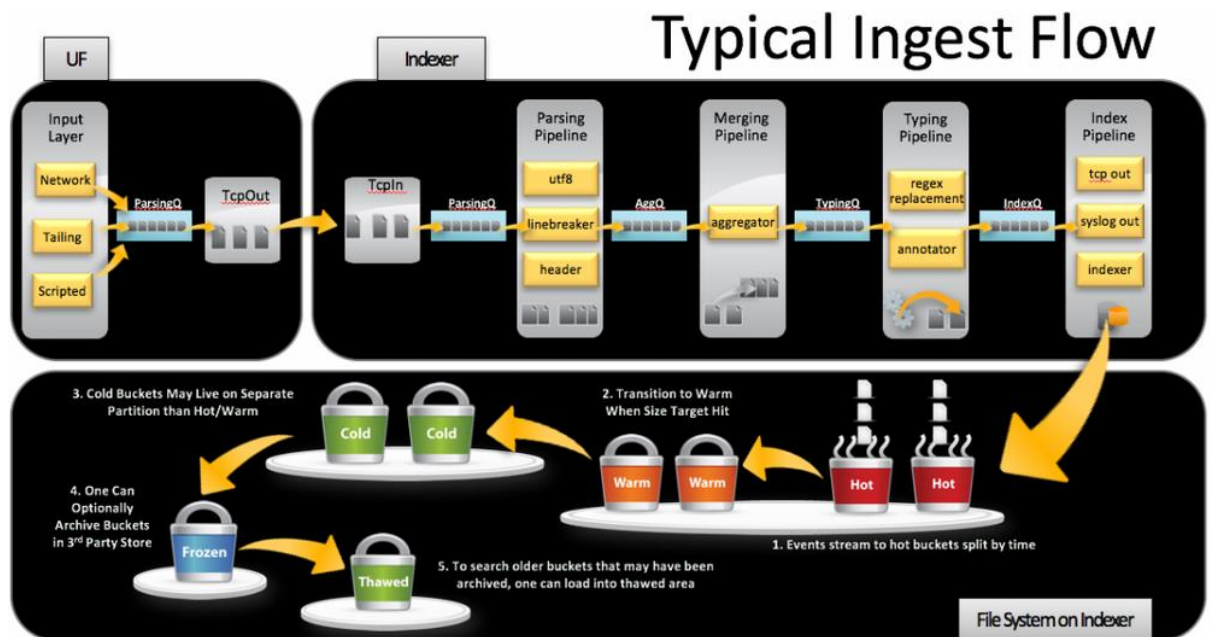 Typical Ingest Flow
UF
Input
Layer
Network
Tailing
Scripted
ParsingQ
TcpOut
Indexer
TcpIn
ParsingQ
Parsing
Pipeline
utf8
linebreaker
header
AggQ
Merging
Pipeline
aggregator
TypingQ
Typing
Pipeline
regex
replacement
annotator
IndexQ
Index
Pipeline
tcp out
syslog out
indexer
3. Cold Buckets May Live on Separate
Partition than Hot/Warm
Cold
Cold
2. Transition to Warm
When Size Target Hit
Warm
Warm
Hot
Hot
1. Events stream to hot buckets split by time
4. One Can
Optionally
Archive Buckets
in 3rd Party Store
Frozen
Thawed
5. To search older buckets that may have been
archived, one can load into thawed area
File System on Indexer